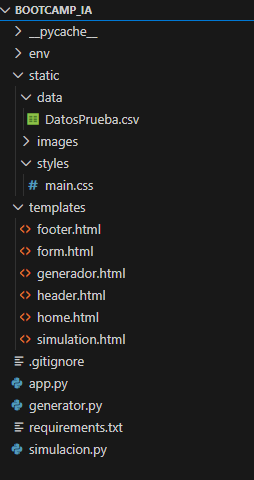 BOOTCAMP_IA
__pycache__
env
static
data
DatosPrueba.csv
images
styles
# main.css
templates
<> footer.html
<> form.html
<> generador.html
<> header.html
<> home.html
<> simulation.html
.gitignore
app.py
generator.py
requirements.txt
simulacion.py